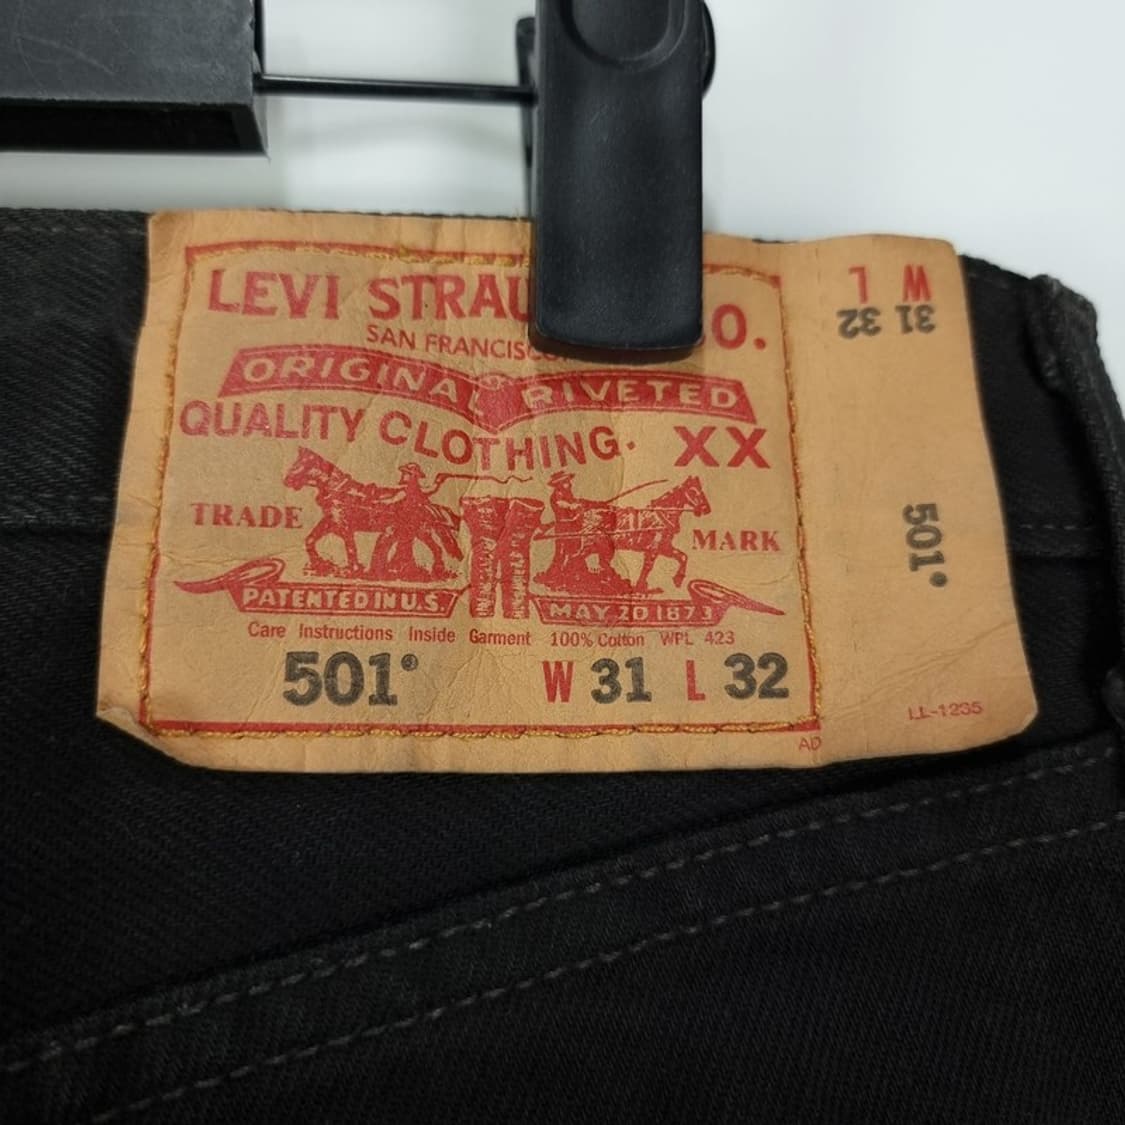 LEVI STRAU O.
SAN FRANCISCO
ORIGINAL RIVETED
QUALITY CLOTHING. XX
TRADE MARK
PATENTED IN U.S. MAY 20 1873
Care Instructions Inside Garment 100% Cotton WPL 423
501® W 31 L 32
AD
W L
31 32
501®
LL-1235